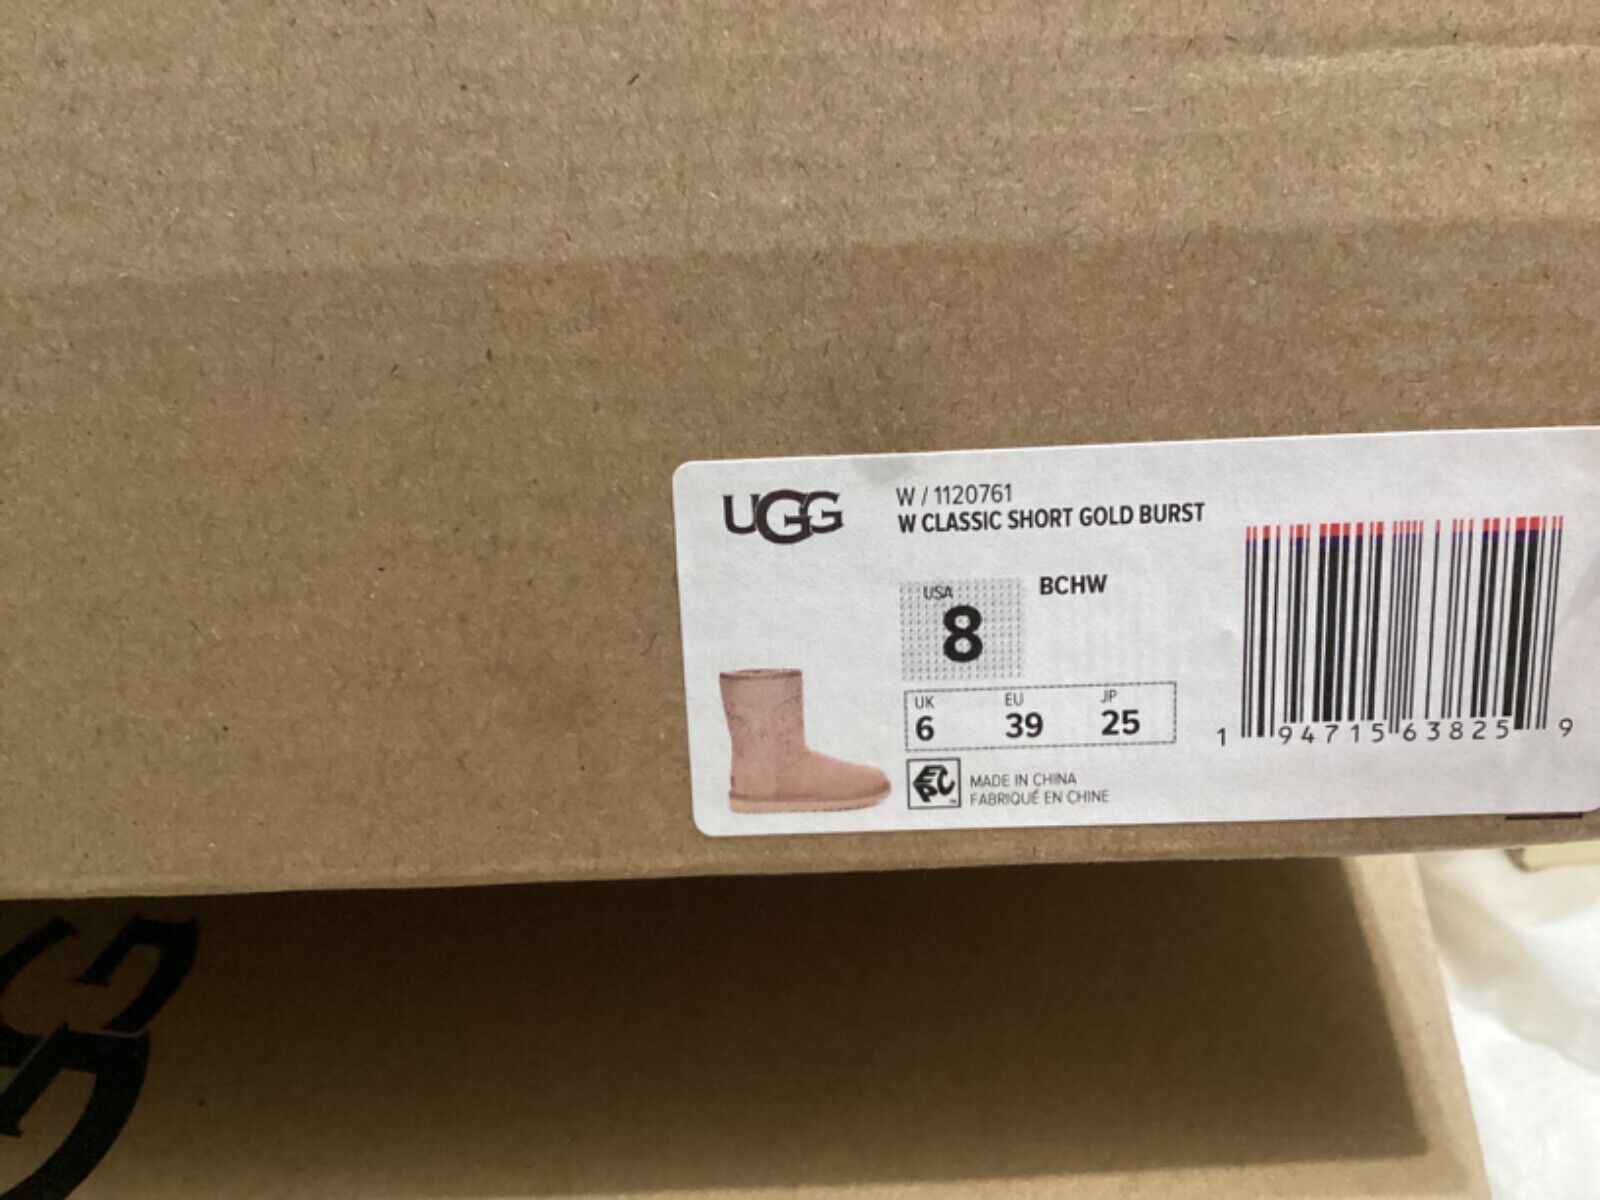 UGG
W / 1120761
W CLASSIC SHORT GOLD BURST
USA
8
BCHW
UK
6
EU
39
JP
25
EPC
MADE IN CHINA
FABRIQUÉ EN CHINE
1 94715 63825 9